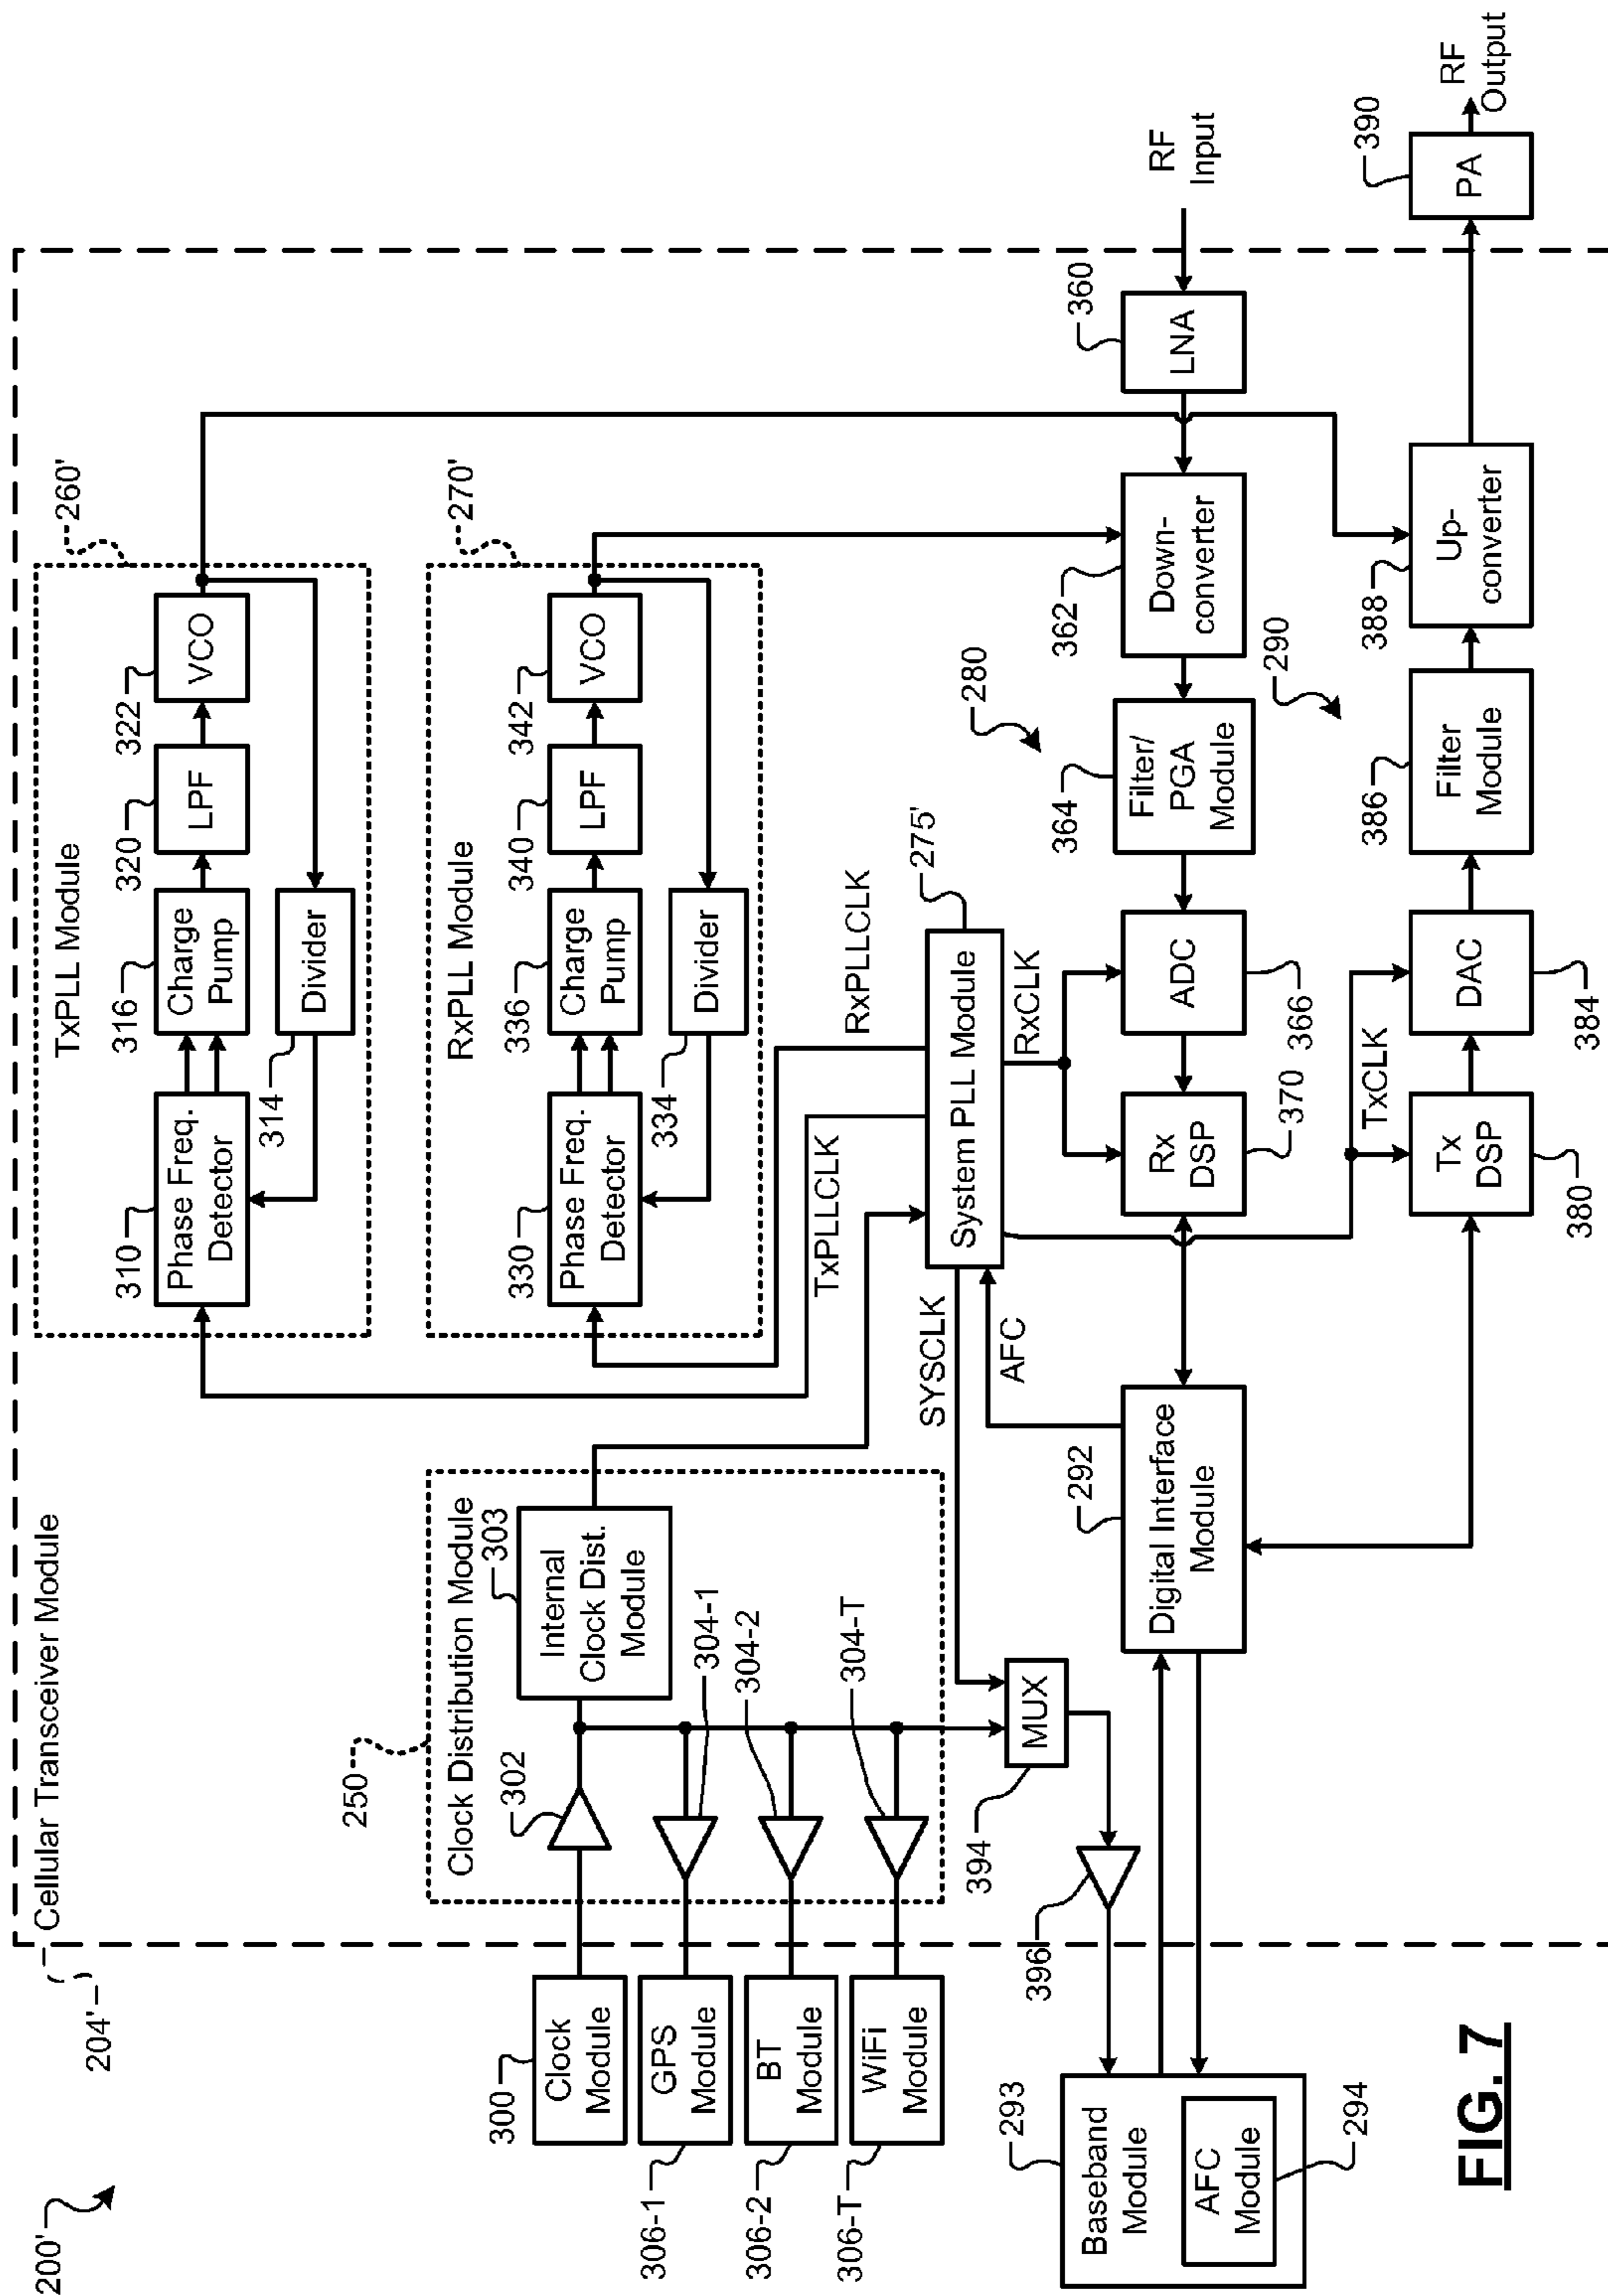 200'
204'
Cellular Transceiver Module
TxPLL Module
260'
310
Phase Freq.
Detector
316
Charge
Pump
320
LPF
322
VCO
314
Divider
RxPLL Module
270'
330
Phase Freq.
Detector
336
Charge
Pump
340
LPF
342
VCO
334
Divider
250
Clock Distribution Module
302
303
Internal
Clock Dist.
Module
304-1
304-2
304-T
300
Clock
Module
306-1
GPS
Module
306-2
BT
Module
306-T
WiFi
Module
TxPLLCLK
RxPLLCLK
SYSCLK
AFC
275'
System PLL Module
RxCLK
TxCLK
394
MUX
396
293
Baseband
Module
AFC
Module
294
292
Digital Interface
Module
280
Rx
DSP
370
ADC
366
364
Filter/
PGA
Module
362
Down-
converter
360
LNA
RF
Input
290
Tx
DSP
380
DAC
384
386
Filter
Module
388
Up-
converter
390
PA
RF
Output
FIG. 7